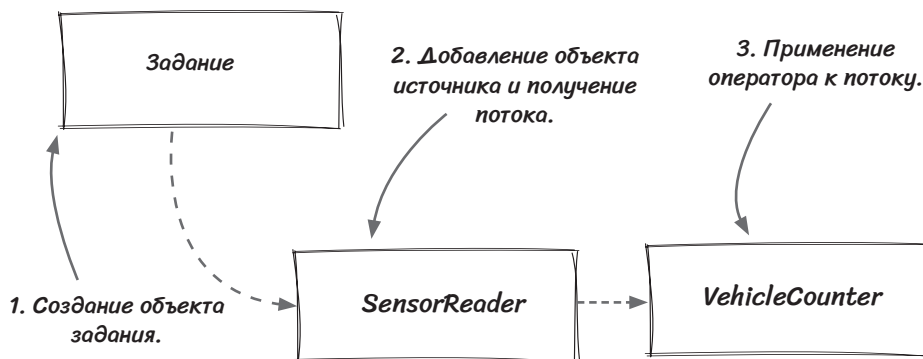 Задание
2. Добавление объекта
источника и получение
потока.
3. Применение
оператора к потоку.
1. Создание объекта
задания.
SensorReader
VehicleCounter